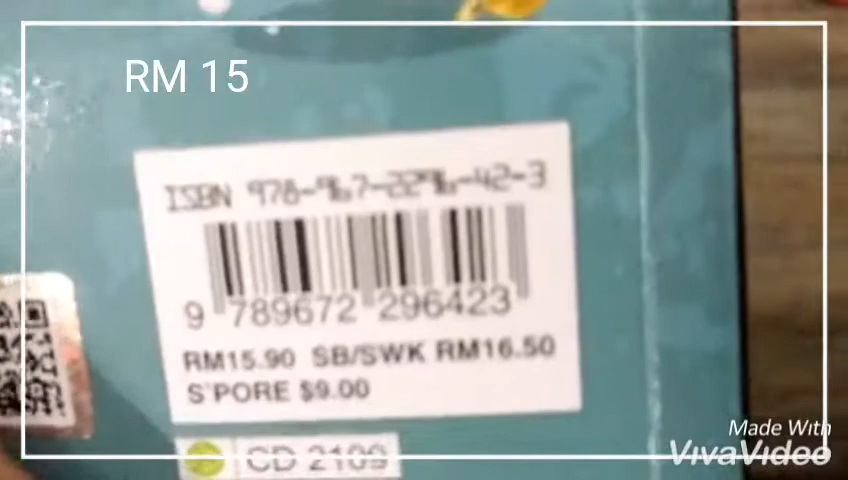 RM 15
ISBN 978-967-2296-42-3
9 789672 296423
RM15.90 SB/SWK RM16.50
S'PORE $9.00
CD 2109
Made With
VivaVideo